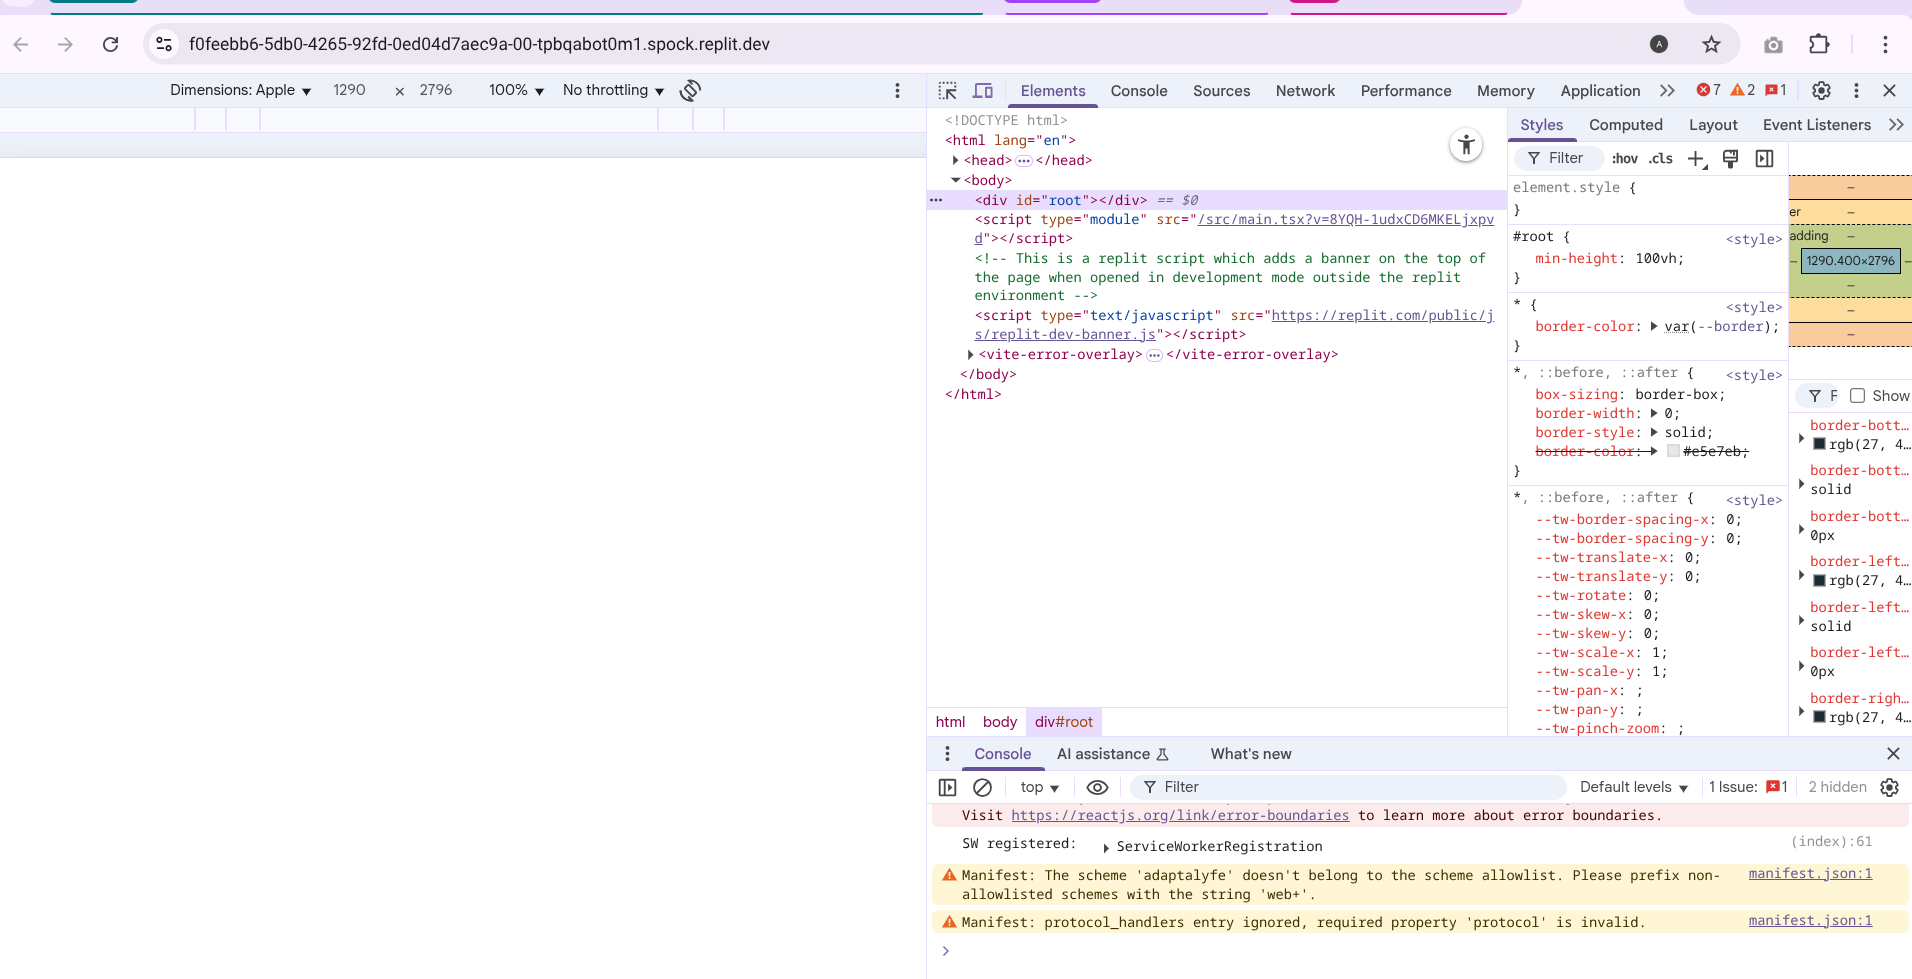 f0feebb6-5db0-4265-92fd-0ed04d7aec9a-00-tpbqabot0m1.spock.replit.dev
A
Dimensions: Apple ▼ 1290 × 2796 100% ▼ No throttling ▼
Elements Console Sources Network Performance Memory Application 7 2 1
<!DOCTYPE html>
<html lang="en">
<head> ⋯ </head>
<body>
<div id="root"></div> == $0
<script type="module" src="/src/main.tsx?v=8YQH-1udxCD6MKELjxpv
d"></script>
<!-- This is a replit script which adds a banner on the top of
the page when opened in development mode outside the replit
environment -->
<script type="text/javascript" src="https://replit.com/public/j
s/replit-dev-banner.js"></script>
<vite-error-overlay> ⋯ </vite-error-overlay>
</body>
</html>
html body div#root
Styles Computed Layout Event Listeners
Filter :hov .cls
element.style {
}
#root { <style>
min-height: 100vh;
}
* { <style>
border-color: var(--border);
}
*, ::before, ::after { <style>
box-sizing: border-box;
border-width: 0;
border-style: solid;
border-color: #e5e7eb;
}
*, ::before, ::after { <style>
--tw-border-spacing-x: 0;
--tw-border-spacing-y: 0;
--tw-translate-x: 0;
--tw-translate-y: 0;
--tw-rotate: 0;
--tw-skew-x: 0;
--tw-skew-y: 0;
--tw-scale-x: 1;
--tw-scale-y: 1;
--tw-pan-x: ;
--tw-pan-y: ;
--tw-pinch-zoom: ;
–
er –
adding –
– 1290.400×2796 –
–
–
–
F Show
border-bott…
rgb(27, 4…
border-bott…
solid
border-bott…
0px
border-left…
rgb(27, 4…
border-left…
solid
border-left…
0px
border-righ…
rgb(27, 4…
Console AI assistance What's new
top ▼ Filter Default levels ▼ 1 Issue: 1 2 hidden
Visit https://reactjs.org/link/error-boundaries to learn more about error boundaries.
SW registered: ServiceWorkerRegistration (index):61
Manifest: The scheme 'adaptalyfe' doesn't belong to the scheme allowlist. Please prefix non- manifest.json:1
allowlisted schemes with the string 'web+'.
Manifest: protocol_handlers entry ignored, required property 'protocol' is invalid. manifest.json:1